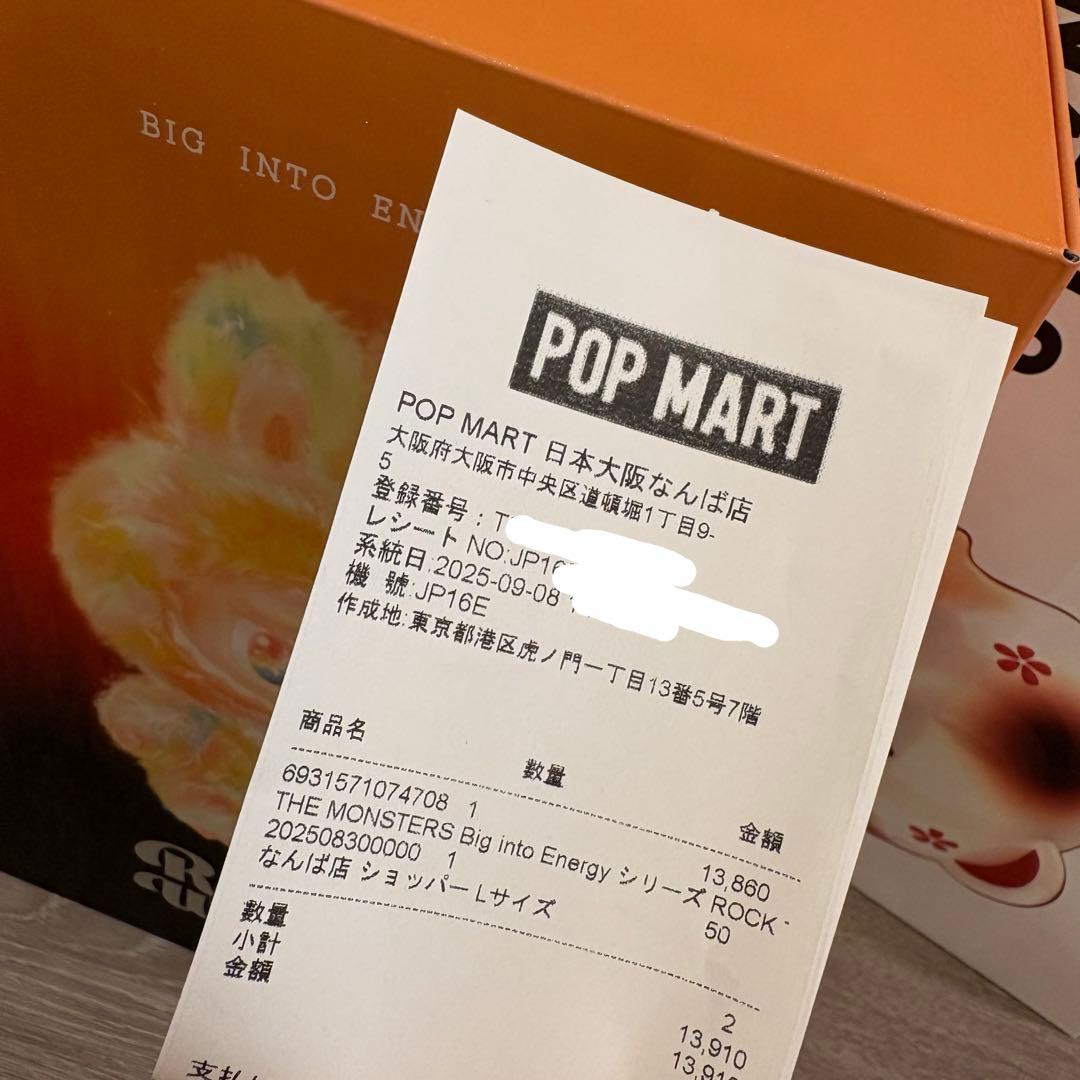 BIG INTO EN
POP MART
POP MART 日本大阪なんば店
大阪府大阪市中央区道頓堀1丁目9-
5
登録番号：T
レシートNO:JP16
系統日:2025-09-08
機 號:JP16E
作成地:東京都港区虎ノ門一丁目13番5号7階
商品名 数量 金額
6931571074708 1 13,860
THE MONSTERS Big into Energy シリーズ ROCK -
202508300000 1 50
なんば店 ショッパー Lサイズ
數量 2
小計 13,910
金額